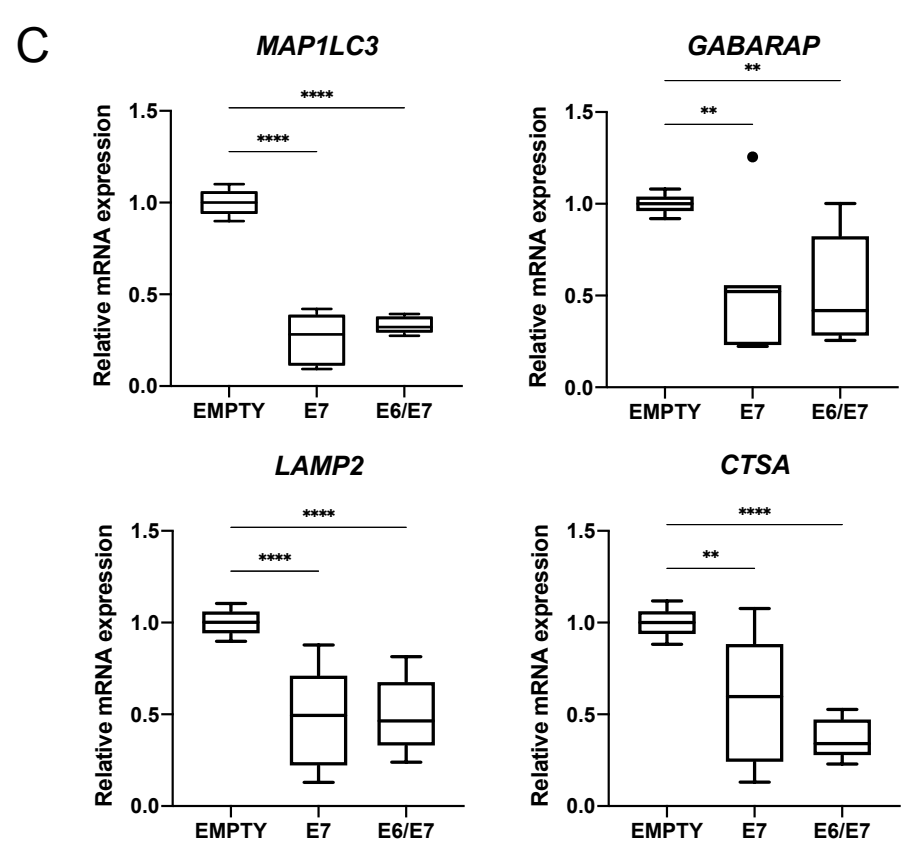 C
MAP1LC3
Relative mRNA expression
1.5
1.0
0.5
0.0
****
****
EMPTY E7 E6/E7
GABARAP
Relative mRNA expression
1.5
1.0
0.5
0.0
**
**
EMPTY E7 E6/E7
LAMP2
Relative mRNA expression
1.5
1.0
0.5
0.0
****
****
EMPTY E7 E6/E7
CTSA
Relative mRNA expression
1.5
1.0
0.5
0.0
****
**
EMPTY E7 E6/E7